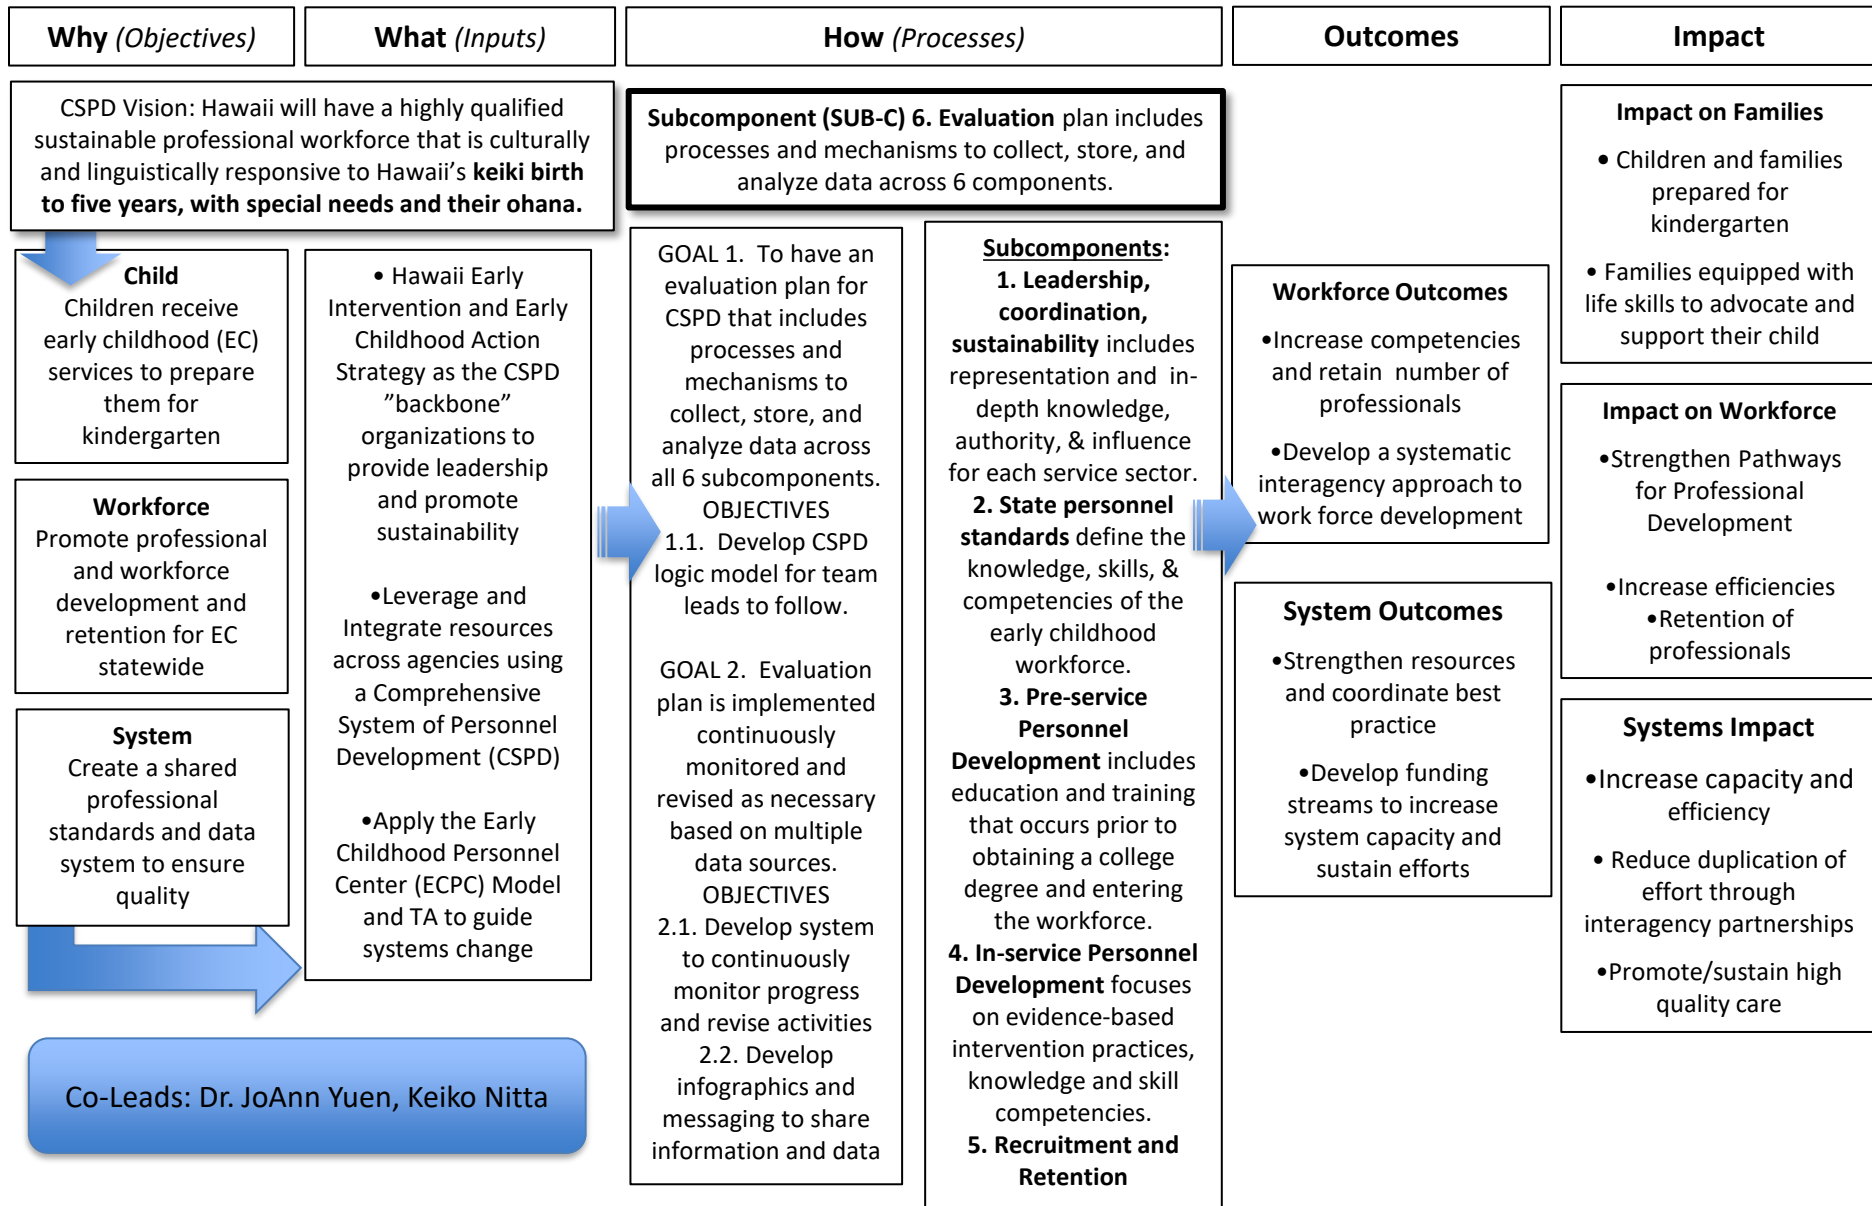 Why (Objectives)
What (Inputs)
How (Processes)
Outcomes
Impact
CSPD Vision: Hawaii will have a highly qualified
sustainable professional workforce that is culturally
and linguistically responsive to Hawaii's keiki birth
to five years, with special needs and their ohana.
Child
Children receive
early childhood (EC)
services to prepare
them for
kindergarten
Workforce
Promote professional
and workforce
development and
retention for EC
statewide
System
Create a shared
professional
standards and data
system to ensure
quality
• Hawaii Early
Intervention and Early
Childhood Action
Strategy as the CSPD
”backbone”
organizations to
provide leadership
and promote
sustainability
•Leverage and
Integrate resources
across agencies using
a Comprehensive
System of Personnel
Development (CSPD)
•Apply the Early
Childhood Personnel
Center (ECPC) Model
and TA to guide
systems change
Co-Leads: Dr. JoAnn Yuen, Keiko Nitta
Subcomponent (SUB-C) 6. Evaluation plan includes
processes and mechanisms to collect, store, and
analyze data across 6 components.
GOAL 1. To have an
evaluation plan for
CSPD that includes
processes and
mechanisms to
collect, store, and
analyze data across
all 6 subcomponents.
OBJECTIVES
1.1. Develop CSPD
logic model for team
leads to follow.
GOAL 2. Evaluation
plan is implemented
continuously
monitored and
revised as necessary
based on multiple
data sources.
OBJECTIVES
2.1. Develop system
to continuously
monitor progress
and revise activities
2.2. Develop
infographics and
messaging to share
information and data
Subcomponents:
1. Leadership,
coordination,
sustainability includes
representation and in-
depth knowledge,
authority, & influence
for each service sector.
2. State personnel
standards define the
knowledge, skills, &
competencies of the
early childhood
workforce.
3. Pre-service
Personnel
Development includes
education and training
that occurs prior to
obtaining a college
degree and entering
the workforce.
4. In-service Personnel
Development focuses
on evidence-based
intervention practices,
knowledge and skill
competencies.
5. Recruitment and
Retention
Workforce Outcomes
•Increase competencies
and retain number of
professionals
•Develop a systematic
interagency approach to
work force development
System Outcomes
•Strengthen resources
and coordinate best
practice
•Develop funding
streams to increase
system capacity and
sustain efforts
Impact on Families
• Children and families
prepared for
kindergarten
• Families equipped with
life skills to advocate and
support their child
Impact on Workforce
•Strengthen Pathways
for Professional
Development
•Increase efficiencies
•Retention of
professionals
Systems Impact
•Increase capacity and
efficiency
• Reduce duplication of
effort through
interagency partnerships
•Promote/sustain high
quality care